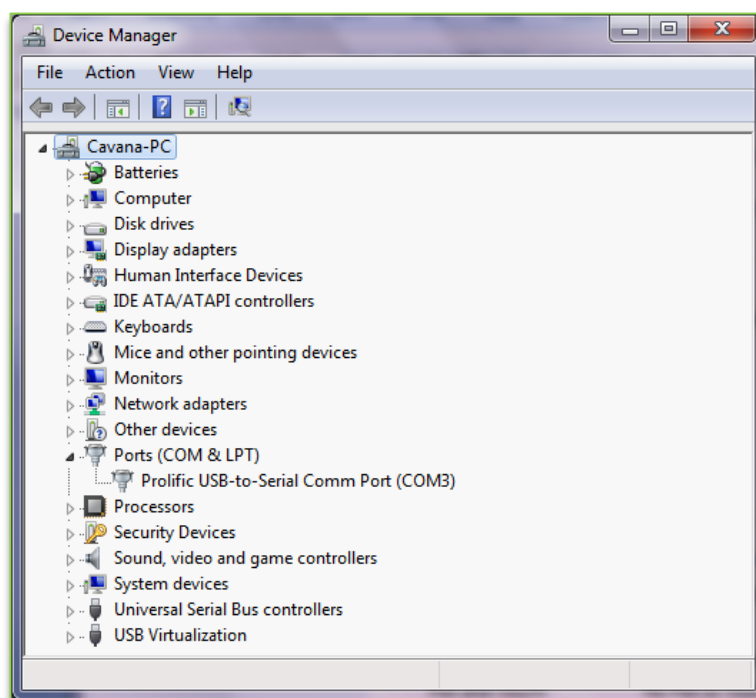 Device Manager
File Action View Help
Cavana-PC
Batteries
Computer
Disk drives
Display adapters
Human Interface Devices
IDE ATA/ATAPI controllers
Keyboards
Mice and other pointing devices
Monitors
Network adapters
Other devices
Ports (COM & LPT)
Prolific USB-to-Serial Comm Port (COM3)
Processors
Security Devices
Sound, video and game controllers
System devices
Universal Serial Bus controllers
USB Virtualization